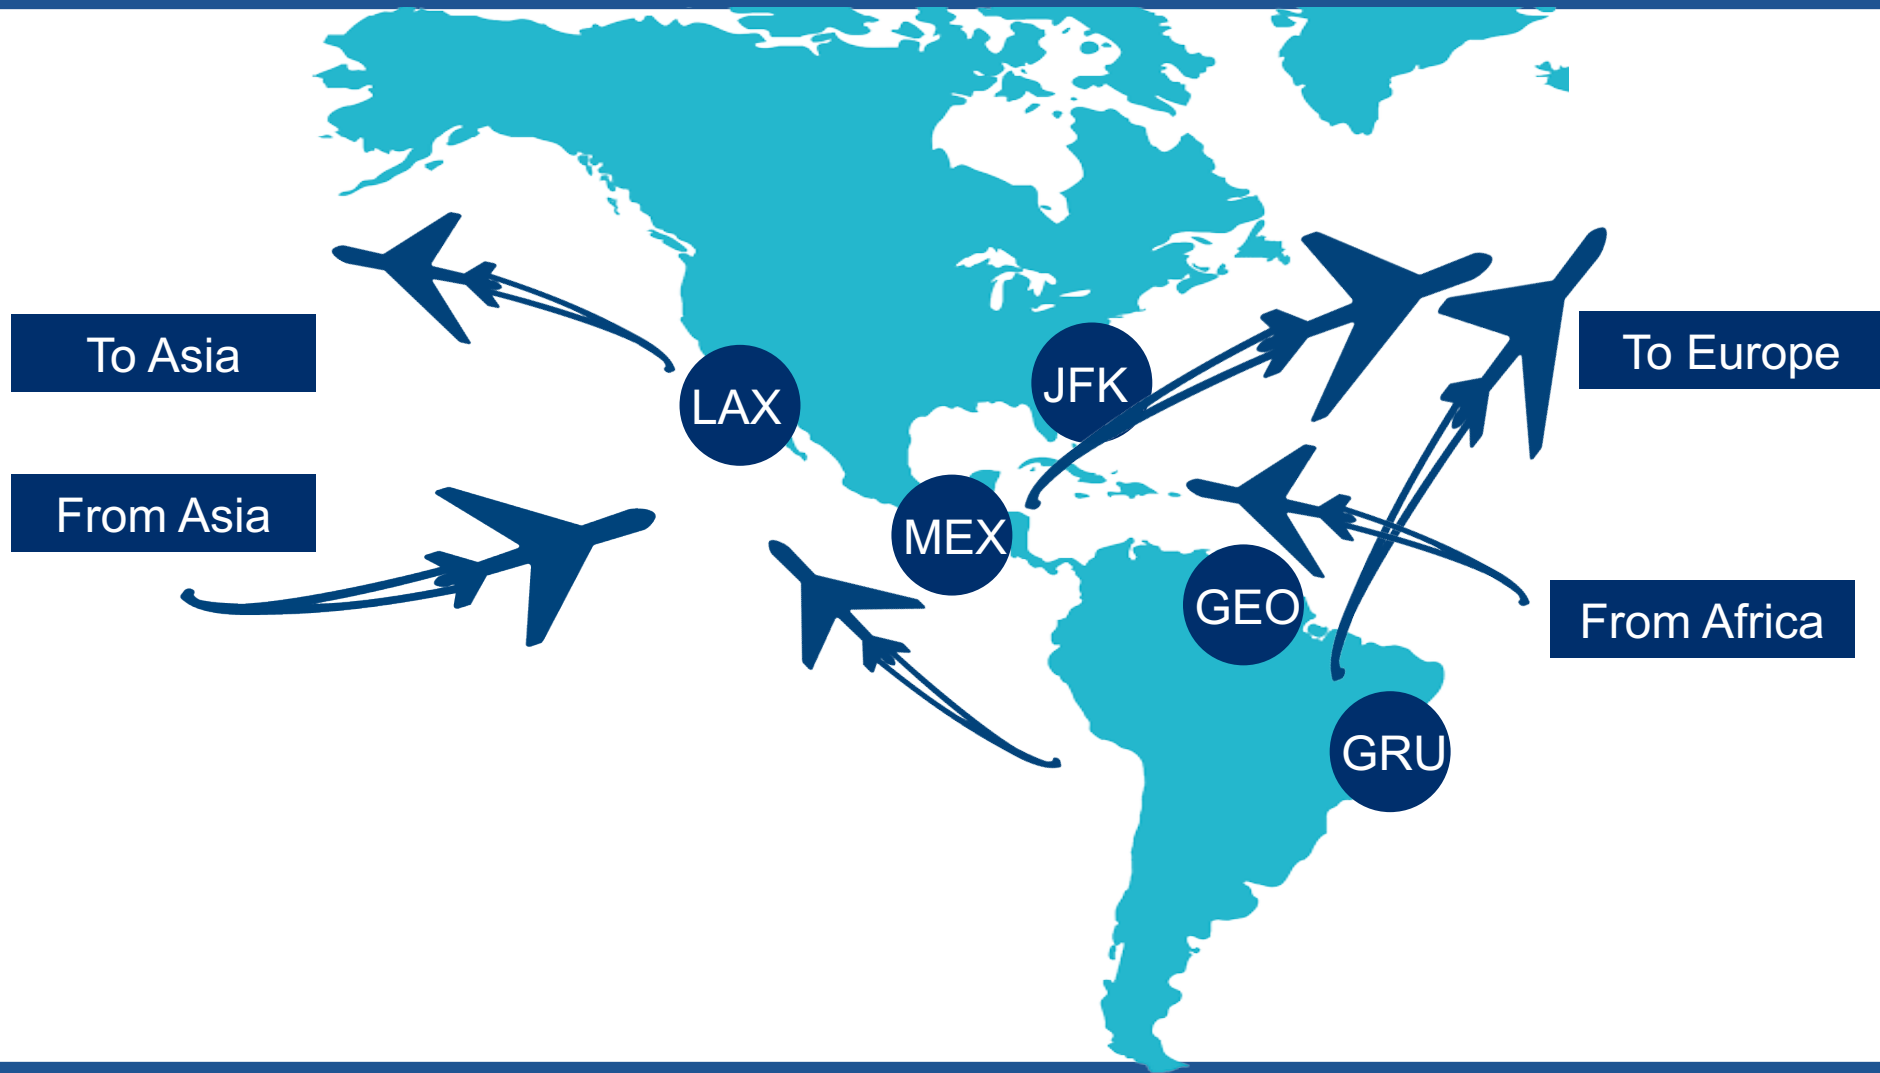 To Asia
To Europe
JFK
LAX
From Asia
MEX
GEO
From Africa
GRU